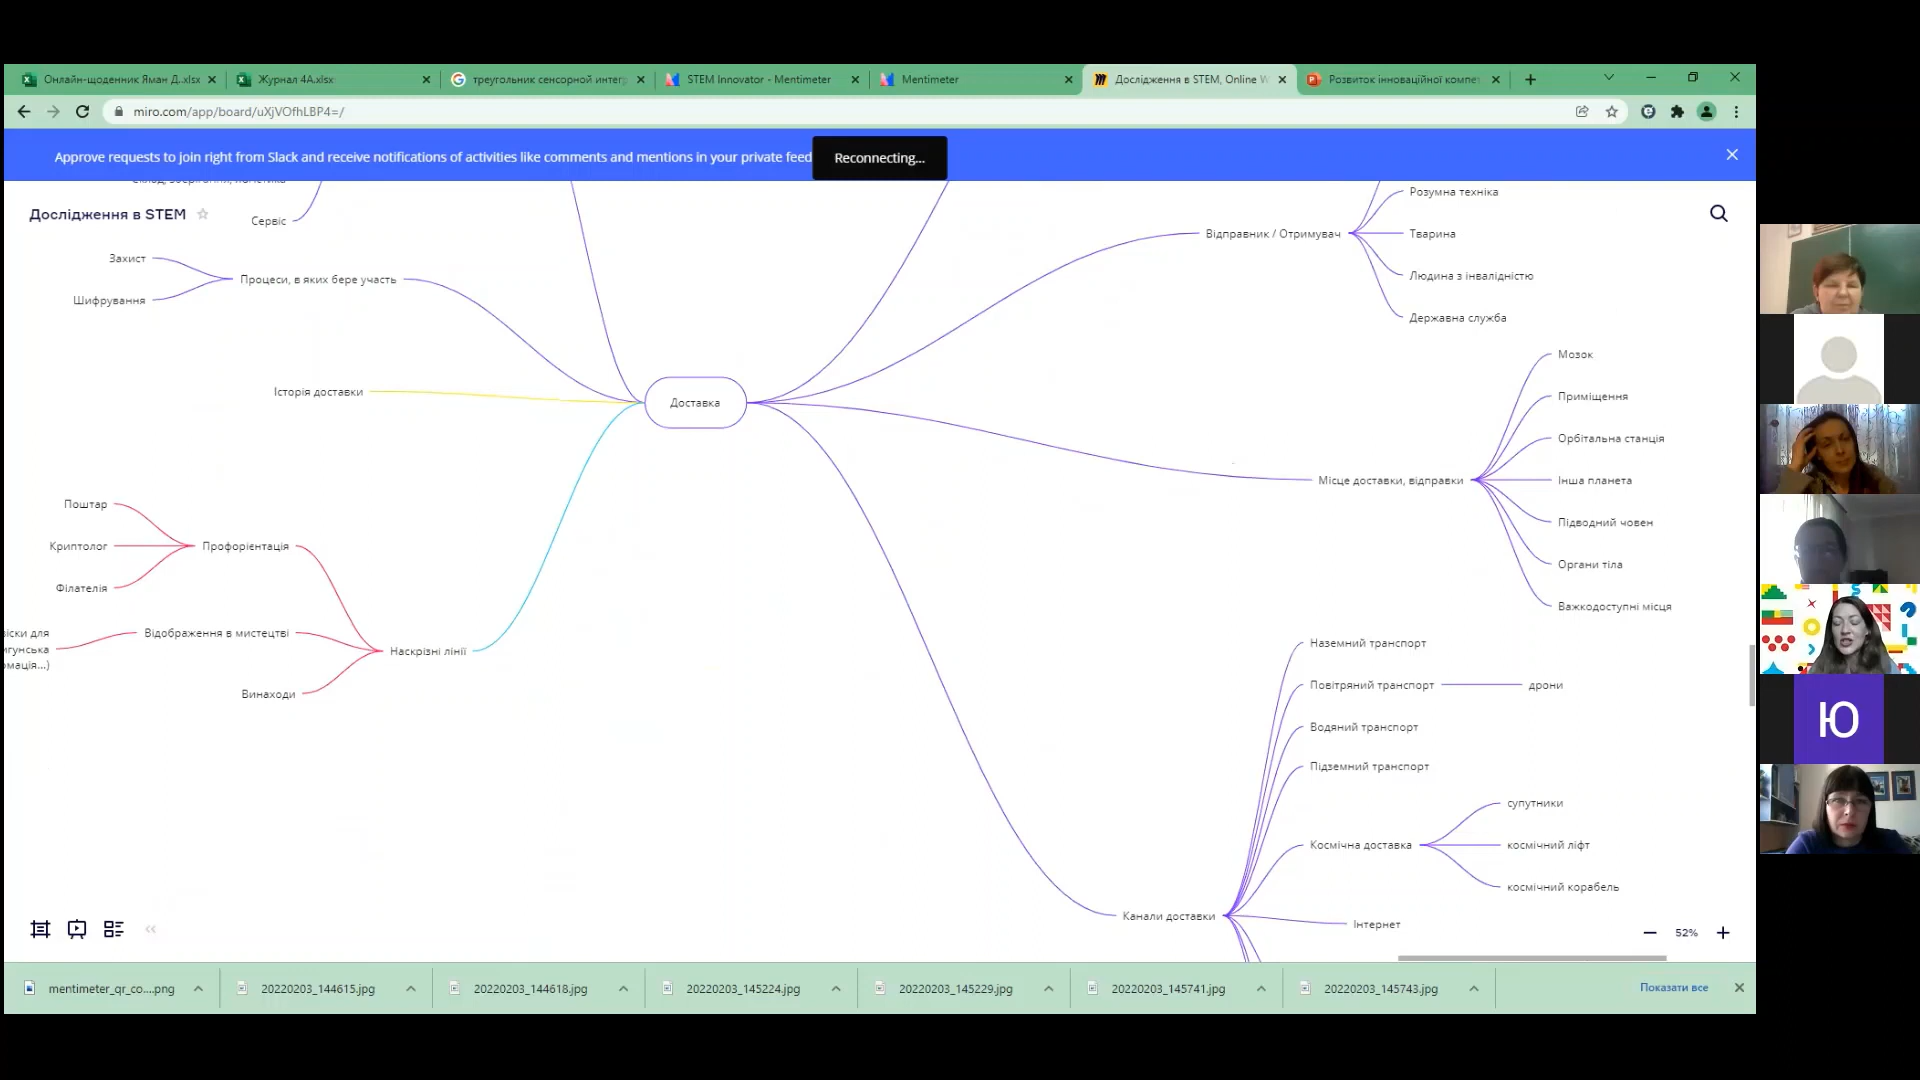 Онлайн-щоденник Яман Д..xlsx
Журнал 4А.xlsx
треугольник сенсорной интег
STEM Innovator - Mentimeter
Mentimeter
Дослідження в STEM, Online W
Розвиток інноваційної компет
miro.com/app/board/uXjVOfhLBP4=/
Approve requests to join right from Slack and receive notifications of activities like comments and mentions in your private feed
Reconnecting...
Дослідження в STEM
Сервіс
Захист
Процеси, в яких бере участь
Шифрування
Історія доставки
Доставка
Поштар
Криптолог
Профорієнтація
Філателія
Відображення в мистецтві
Наскрізні лінії
Винаходи
Розумна техніка
Відправник / Отримувач
Тварина
Людина з інвалідністю
Державна служба
Мозок
Приміщення
Орбітальна станція
Місце доставки, відправки
Інша планета
Підводний човен
Органи тіла
Важкодоступні місця
Наземний транспорт
Повітряний транспорт
дрони
Водяний транспорт
Підземний транспорт
супутники
Космічна доставка
космічний ліфт
космічний корабель
Канали доставки
Інтернет
52%
Ю
mentimeter_qr_co....png
20220203_144615.jpg
20220203_144618.jpg
20220203_145224.jpg
20220203_145229.jpg
20220203_145741.jpg
20220203_145743.jpg
Показати все